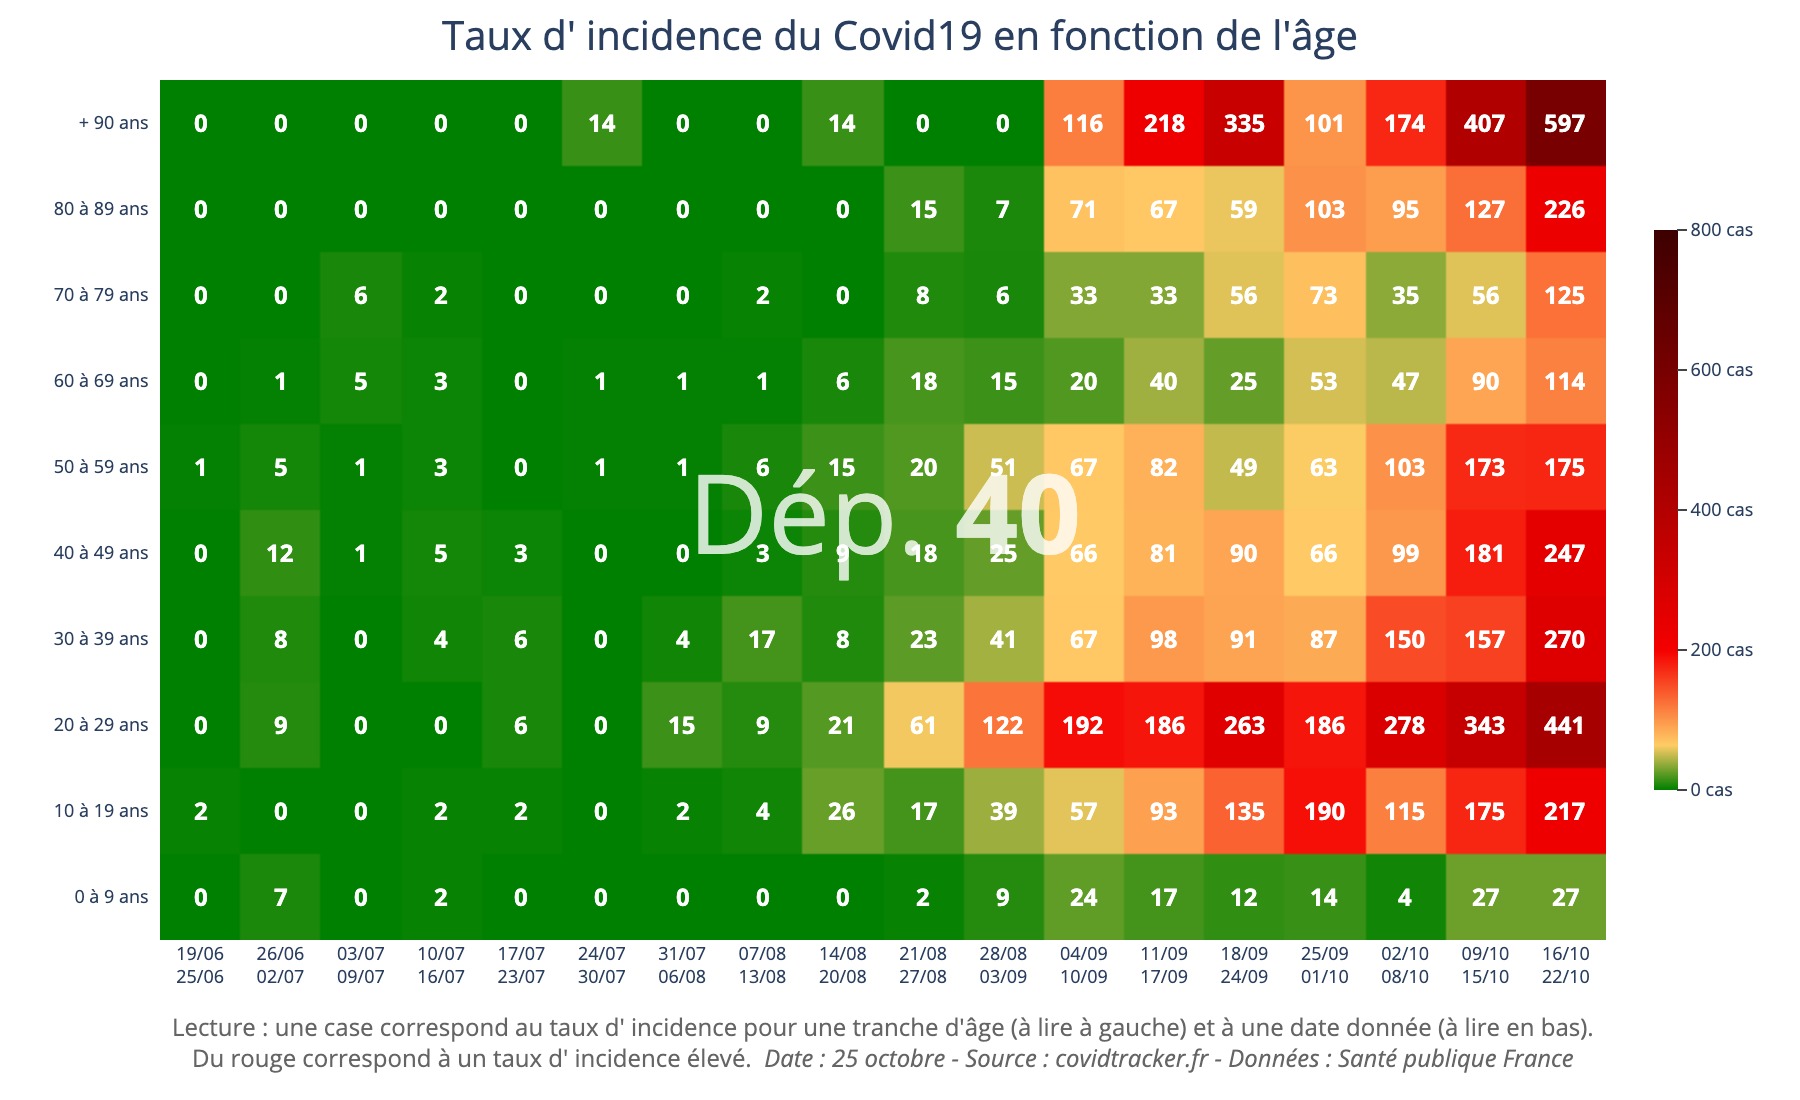 Taux d' incidence du Covid19 en fonction de l'âge
+ 90 ans 0 0 0 0 0 14 0 0 14 0 0 116 218 335 101 174 407 597
80 à 89 ans 0 0 0 0 0 0 0 0 0 15 7 71 67 59 103 95 127 226
800 cas
70 à 79 ans 0 0 6 2 0 0 0 2 0 8 6 33 33 56 73 35 56 125
600 cas
60 à 69 ans 0 1 5 3 0 1 1 1 6 18 15 20 40 25 53 47 90 114
50 à 59 ans 1 5 1 3 0 1 1 6 15 20 51 67 82 49 63 103 173 175
Dép. 40
400 cas
40 à 49 ans 0 12 1 5 3 0 0 3 9 18 25 66 81 90 66 99 181 247
30 à 39 ans 0 8 0 4 6 0 4 17 8 23 41 67 98 91 87 150 157 270
200 cas
20 à 29 ans 0 9 0 0 6 0 15 9 21 61 122 192 186 263 186 278 343 441
0 cas
10 à 19 ans 2 0 0 2 2 0 2 4 26 17 39 57 93 135 190 115 175 217
0 à 9 ans 0 7 0 2 0 0 0 0 0 2 9 24 17 12 14 4 27 27
19/06 26/06 03/07 10/07 17/07 24/07 31/07 07/08 14/08 21/08 28/08 04/09 11/09 18/09 25/09 02/10 09/10 16/10
25/06 02/07 09/07 16/07 23/07 30/07 06/08 13/08 20/08 27/08 03/09 10/09 17/09 24/09 01/10 08/10 15/10 22/10
Lecture : une case correspond au taux d' incidence pour une tranche d'âge (à lire à gauche) et à une date donnée (à lire en bas).
Du rouge correspond à un taux d' incidence élevé. Date : 25 octobre - Source : covidtracker.fr - Données : Santé publique France